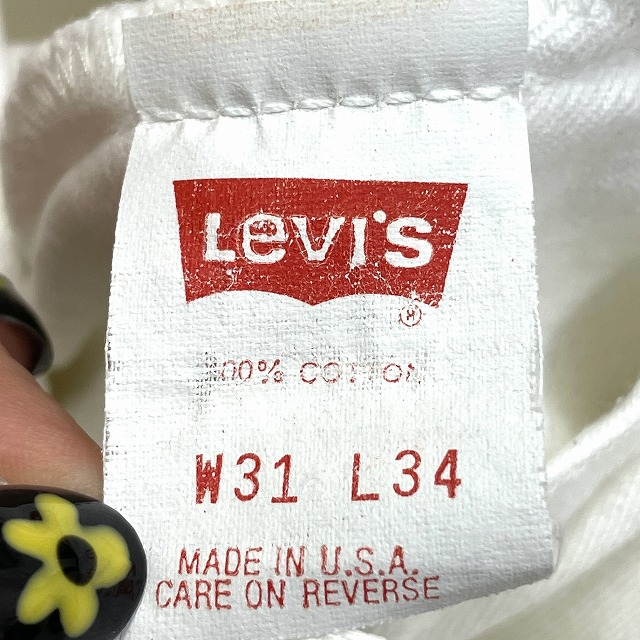 Levi's
®
100% COTTON
W31 L34
MADE IN U.S.A.
CARE ON REVERSE